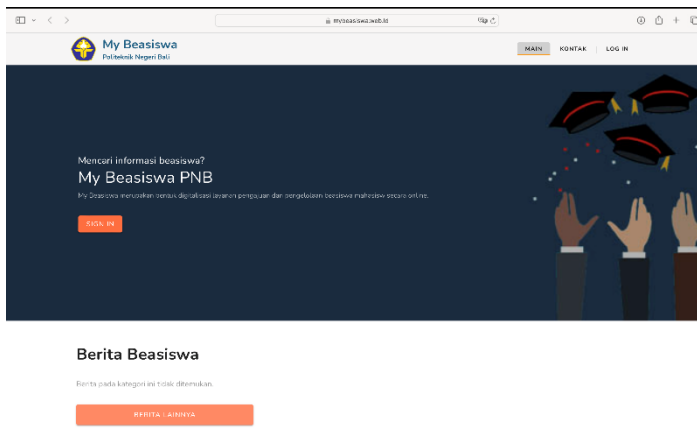 mybeasiswa.web.id
My Beasiswa
Politeknik Negeri Bali
MAIN
KONTAK
LOG IN
Mencari informasi beasiswa?
My Beasiswa PNB
My Beasiswa merupakan bentuk digitalisasi layanan pengajuan dan pengelolaan beasiswa mahasisw secara online.
SIGN IN
Berita Beasiswa
Berita pada kategori ini tidak ditemukan.
BERITA LAINNYA